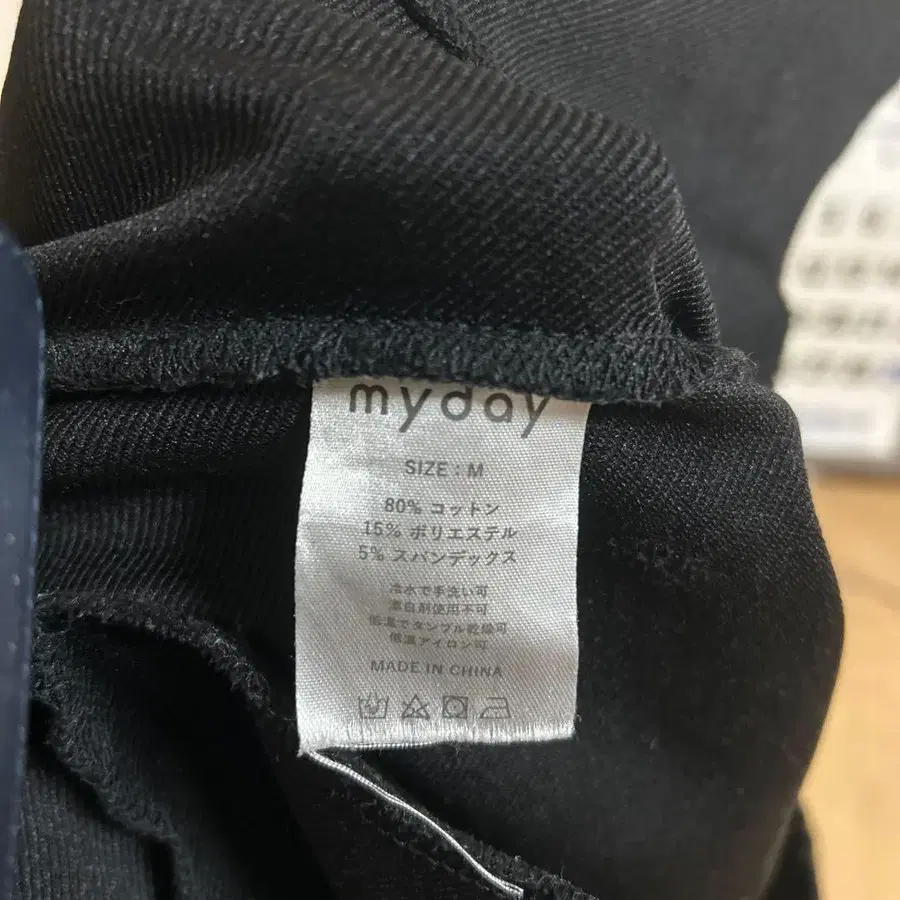 myday
SIZE : M
80% コットン
15% ポリエステル
5% スパンデックス
冷水で手洗い可
漂白剤使用不可
低温でタンブル乾燥可
低温アイロン可
MADE IN CHINA